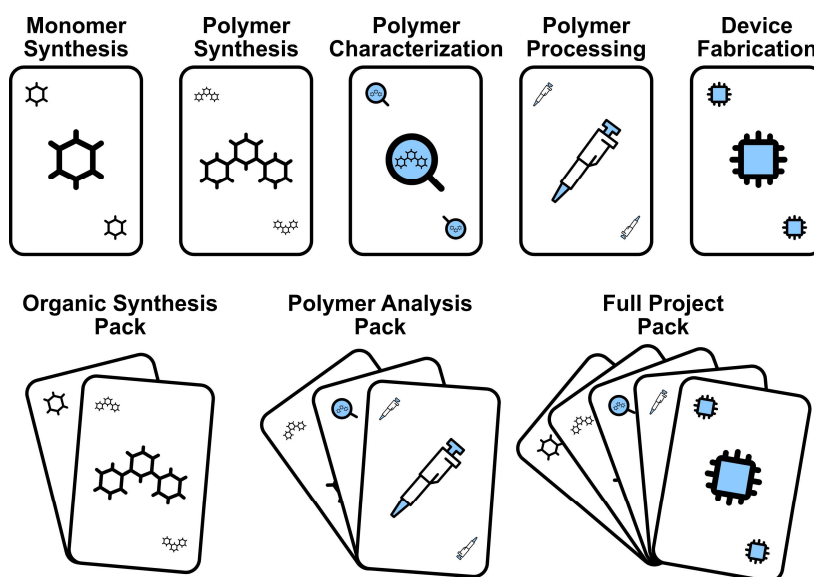 Monomer
Synthesis
Polymer
Synthesis
Polymer
Characterization
Polymer
Processing
Device
Fabrication
Organic Synthesis
Pack
Polymer Analysis
Pack
Full Project
Pack